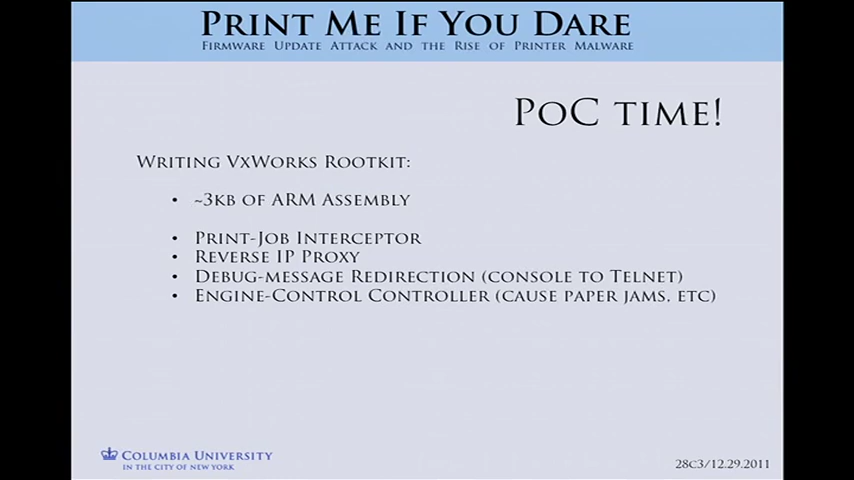 Print Me If You Dare
Firmware Update Attack and the Rise of Printer Malware
PoC time!
Writing VxWorks Rootkit:
• ~3kb of ARM Assembly
• Print-Job Interceptor
• Reverse IP Proxy
• Debug-message Redirection (console to Telnet)
• Engine-Control Controller (cause paper jams, etc)
Columbia University
in the City of New York
28c3/12.29.2011